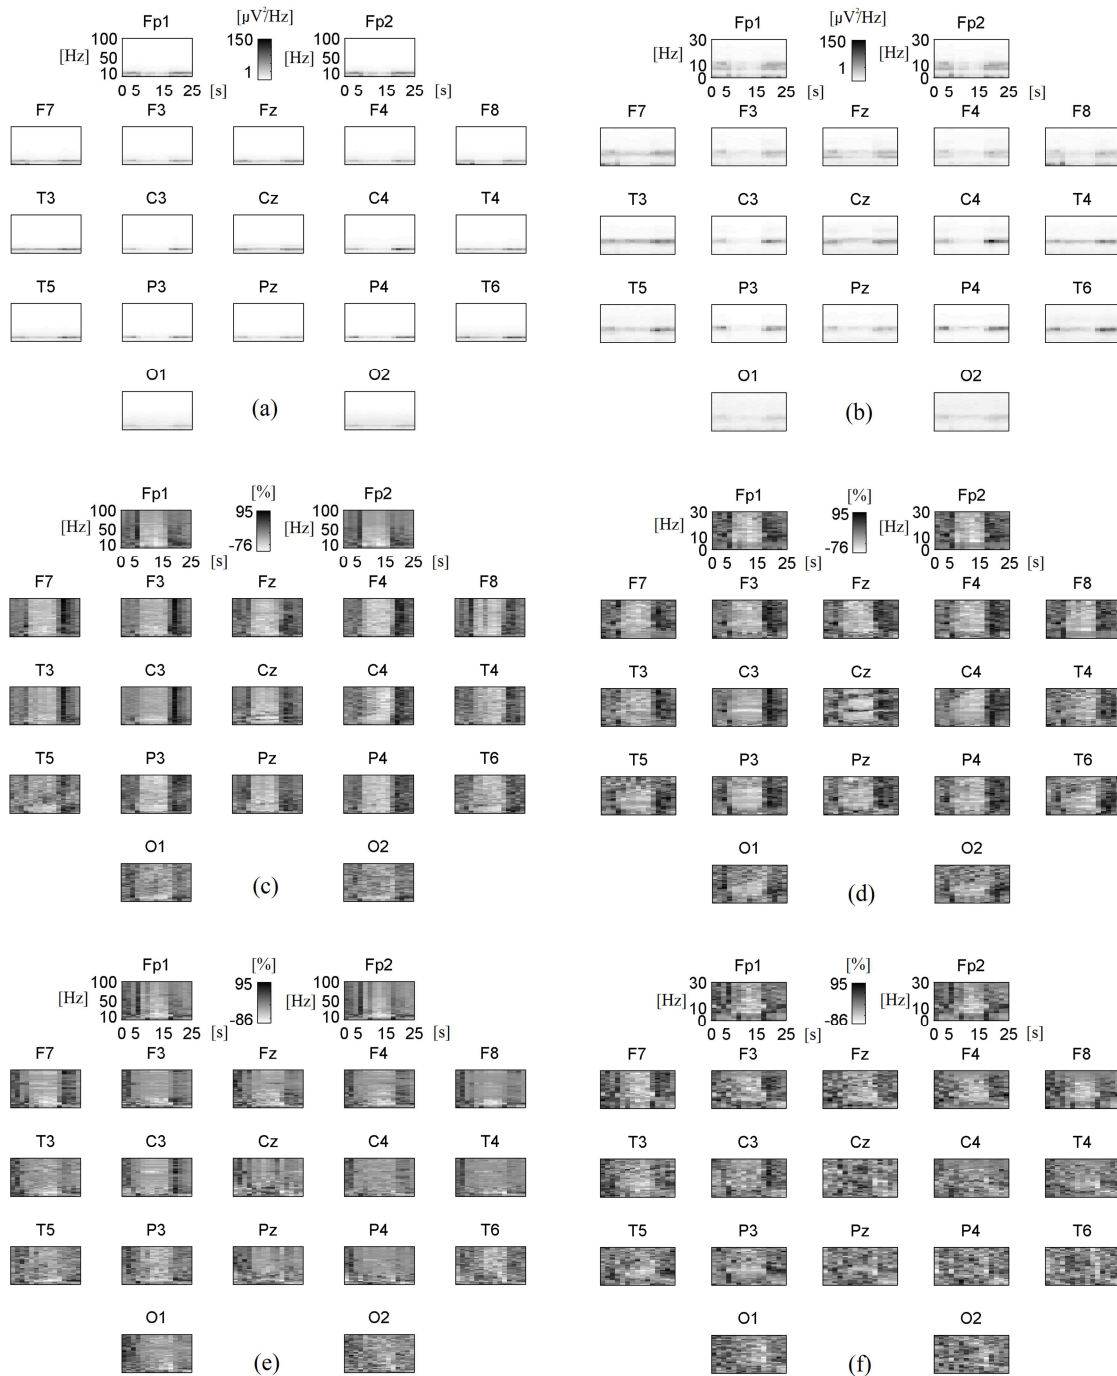 [µV²/Hz] [µV²/Hz]
Fp1 Fp2 Fp1 Fp2
100 150 100 30 150 30
[Hz] 50 [Hz] 50 [Hz] 10 [Hz] 10
10 1 10 0 1 0
0 5 15 25 [s] 0 5 15 25 0 5 15 25 [s] 0 5 15 25
F7 F3 Fz F4 F8 F7 F3 Fz F4 F8
T3 C3 Cz C4 T4 T3 C3 Cz C4 T4
T5 P3 Pz P4 T6 T5 P3 Pz P4 T6
O1 O2 O1 O2
(a) (b)
Fp1 [%] Fp2 Fp1 [%] Fp2
100 95 100 30 95 30
[Hz] 50 [Hz] 50 [Hz] 10 [Hz] 10
10 -76 10 0 -76 0
0 5 15 25 [s] 0 5 15 25 0 5 15 25 [s] 0 5 15 25
F7 F3 Fz F4 F8 F7 F3 Fz F4 F8
T3 C3 Cz C4 T4 T3 C3 Cz C4 T4
T5 P3 Pz P4 T6 T5 P3 Pz P4 T6
O1 O2 O1 O2
(c) (d)
Fp1 [%] Fp2 Fp1 [%] Fp2
100 95 100 30 95 30
[Hz] 50 [Hz] 50 [Hz] 10 [Hz] 10
10 -86 10 0 -86 0
0 5 15 25 [s] 0 5 15 25 0 5 15 25 [s] 0 5 15 25
F7 F3 Fz F4 F8 F7 F3 Fz F4 F8
T3 C3 Cz C4 T4 T3 C3 Cz C4 T4
T5 P3 Pz P4 T6 T5 P3 Pz P4 T6
O1 O2 O1 O2
(e) (f)